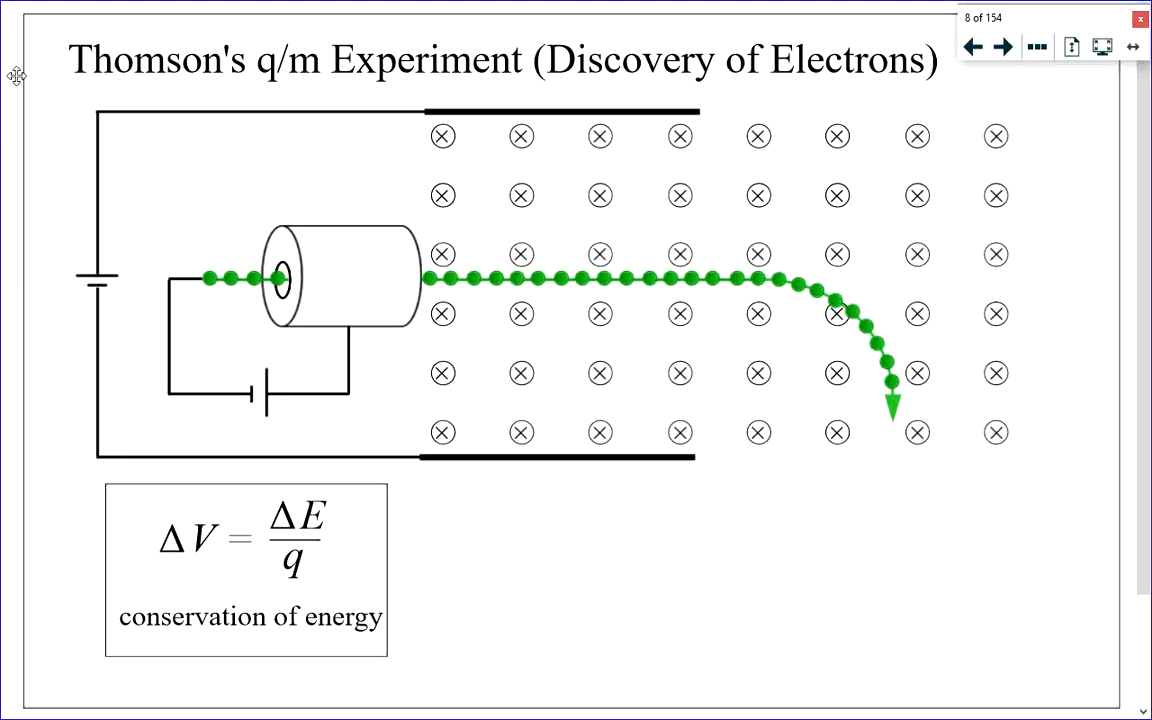 8 of 154
Thomson's q/m Experiment (Discovery of Electrons)
ΔV = ΔE/q
conservation of energy